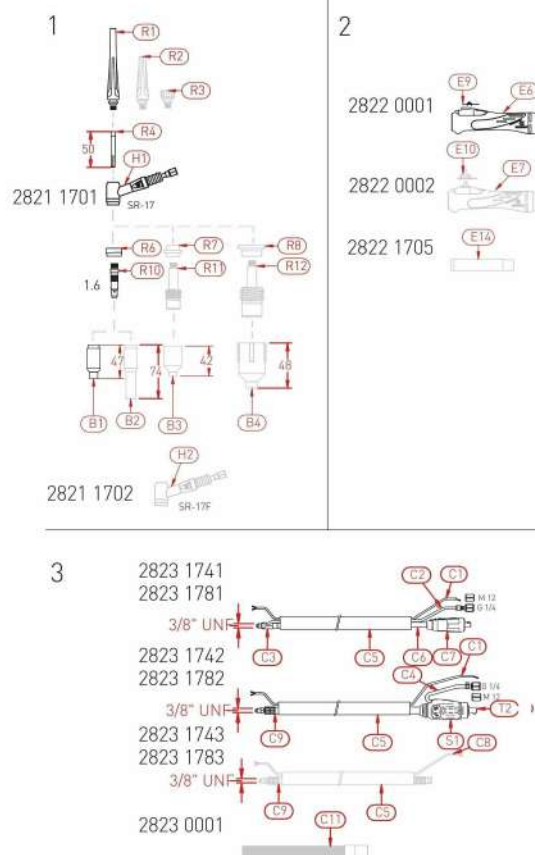 1
R1
R2
R3
R4
50
H1
2821 1701
SR-17
R6
R7
R8
R10
R11
R12
1.6
47
74
42
48
B1
B2
B3
B4
H2
2821 1702
SR-17F
2
E9
E6
2822 0001
E10
2822 0002
E7
2822 1705
E14
3
2823 1741
2823 1781
C2
C1
M 12
G 1/4
3/8" UNF
C3
C5
C6
C7
2823 1742
2823 1782
C1
C4
G 1/4
M 12
3/8" UNF
T2
C9
C5
S1
C8
2823 1743
2823 1783
3/8" UNF
C9
C5
2823 0001
C11